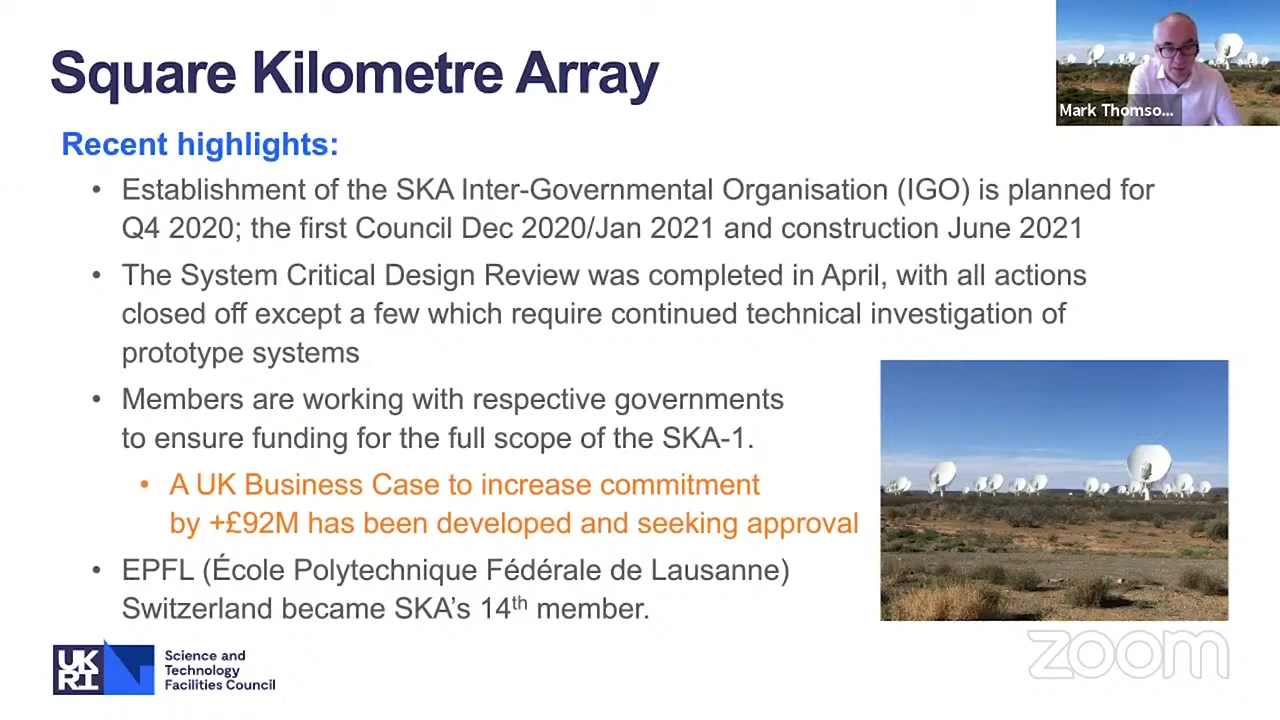 Square Kilometre Array
Mark Thomso...
Recent highlights:
• Establishment of the SKA Inter-Governmental Organisation (IGO) is planned for
Q4 2020; the first Council Dec 2020/Jan 2021 and construction June 2021
• The System Critical Design Review was completed in April, with all actions
closed off except a few which require continued technical investigation of
prototype systems
• Members are working with respective governments
to ensure funding for the full scope of the SKA-1.
• A UK Business Case to increase commitment
by +£92M has been developed and seeking approval
• EPFL (École Polytechnique Fédérale de Lausanne)
Switzerland became SKA’s 14th member.
UK
RI
Science and
Technology
Facilities Council
zoom